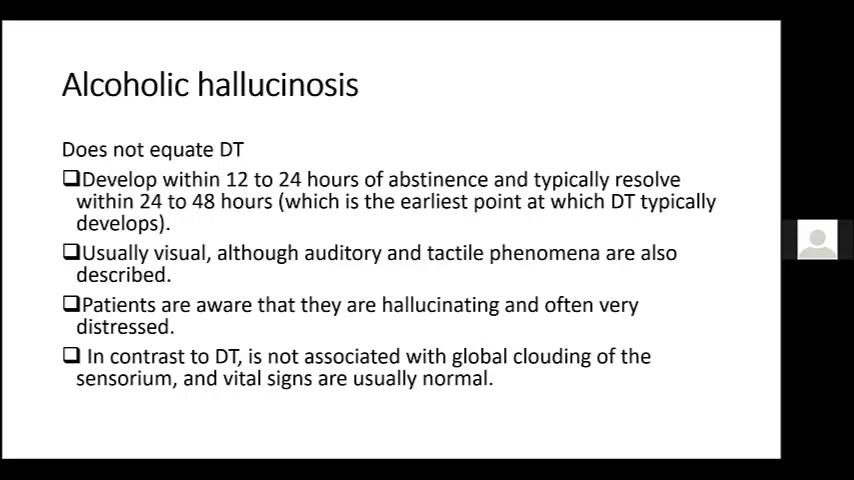 Alcoholic hallucinosis
Does not equate DT
❑Develop within 12 to 24 hours of abstinence and typically resolve
within 24 to 48 hours (which is the earliest point at which DT typically
develops).
❑Usually visual, although auditory and tactile phenomena are also
described.
❑Patients are aware that they are hallucinating and often very
distressed.
❑ In contrast to DT, is not associated with global clouding of the
sensorium, and vital signs are usually normal.